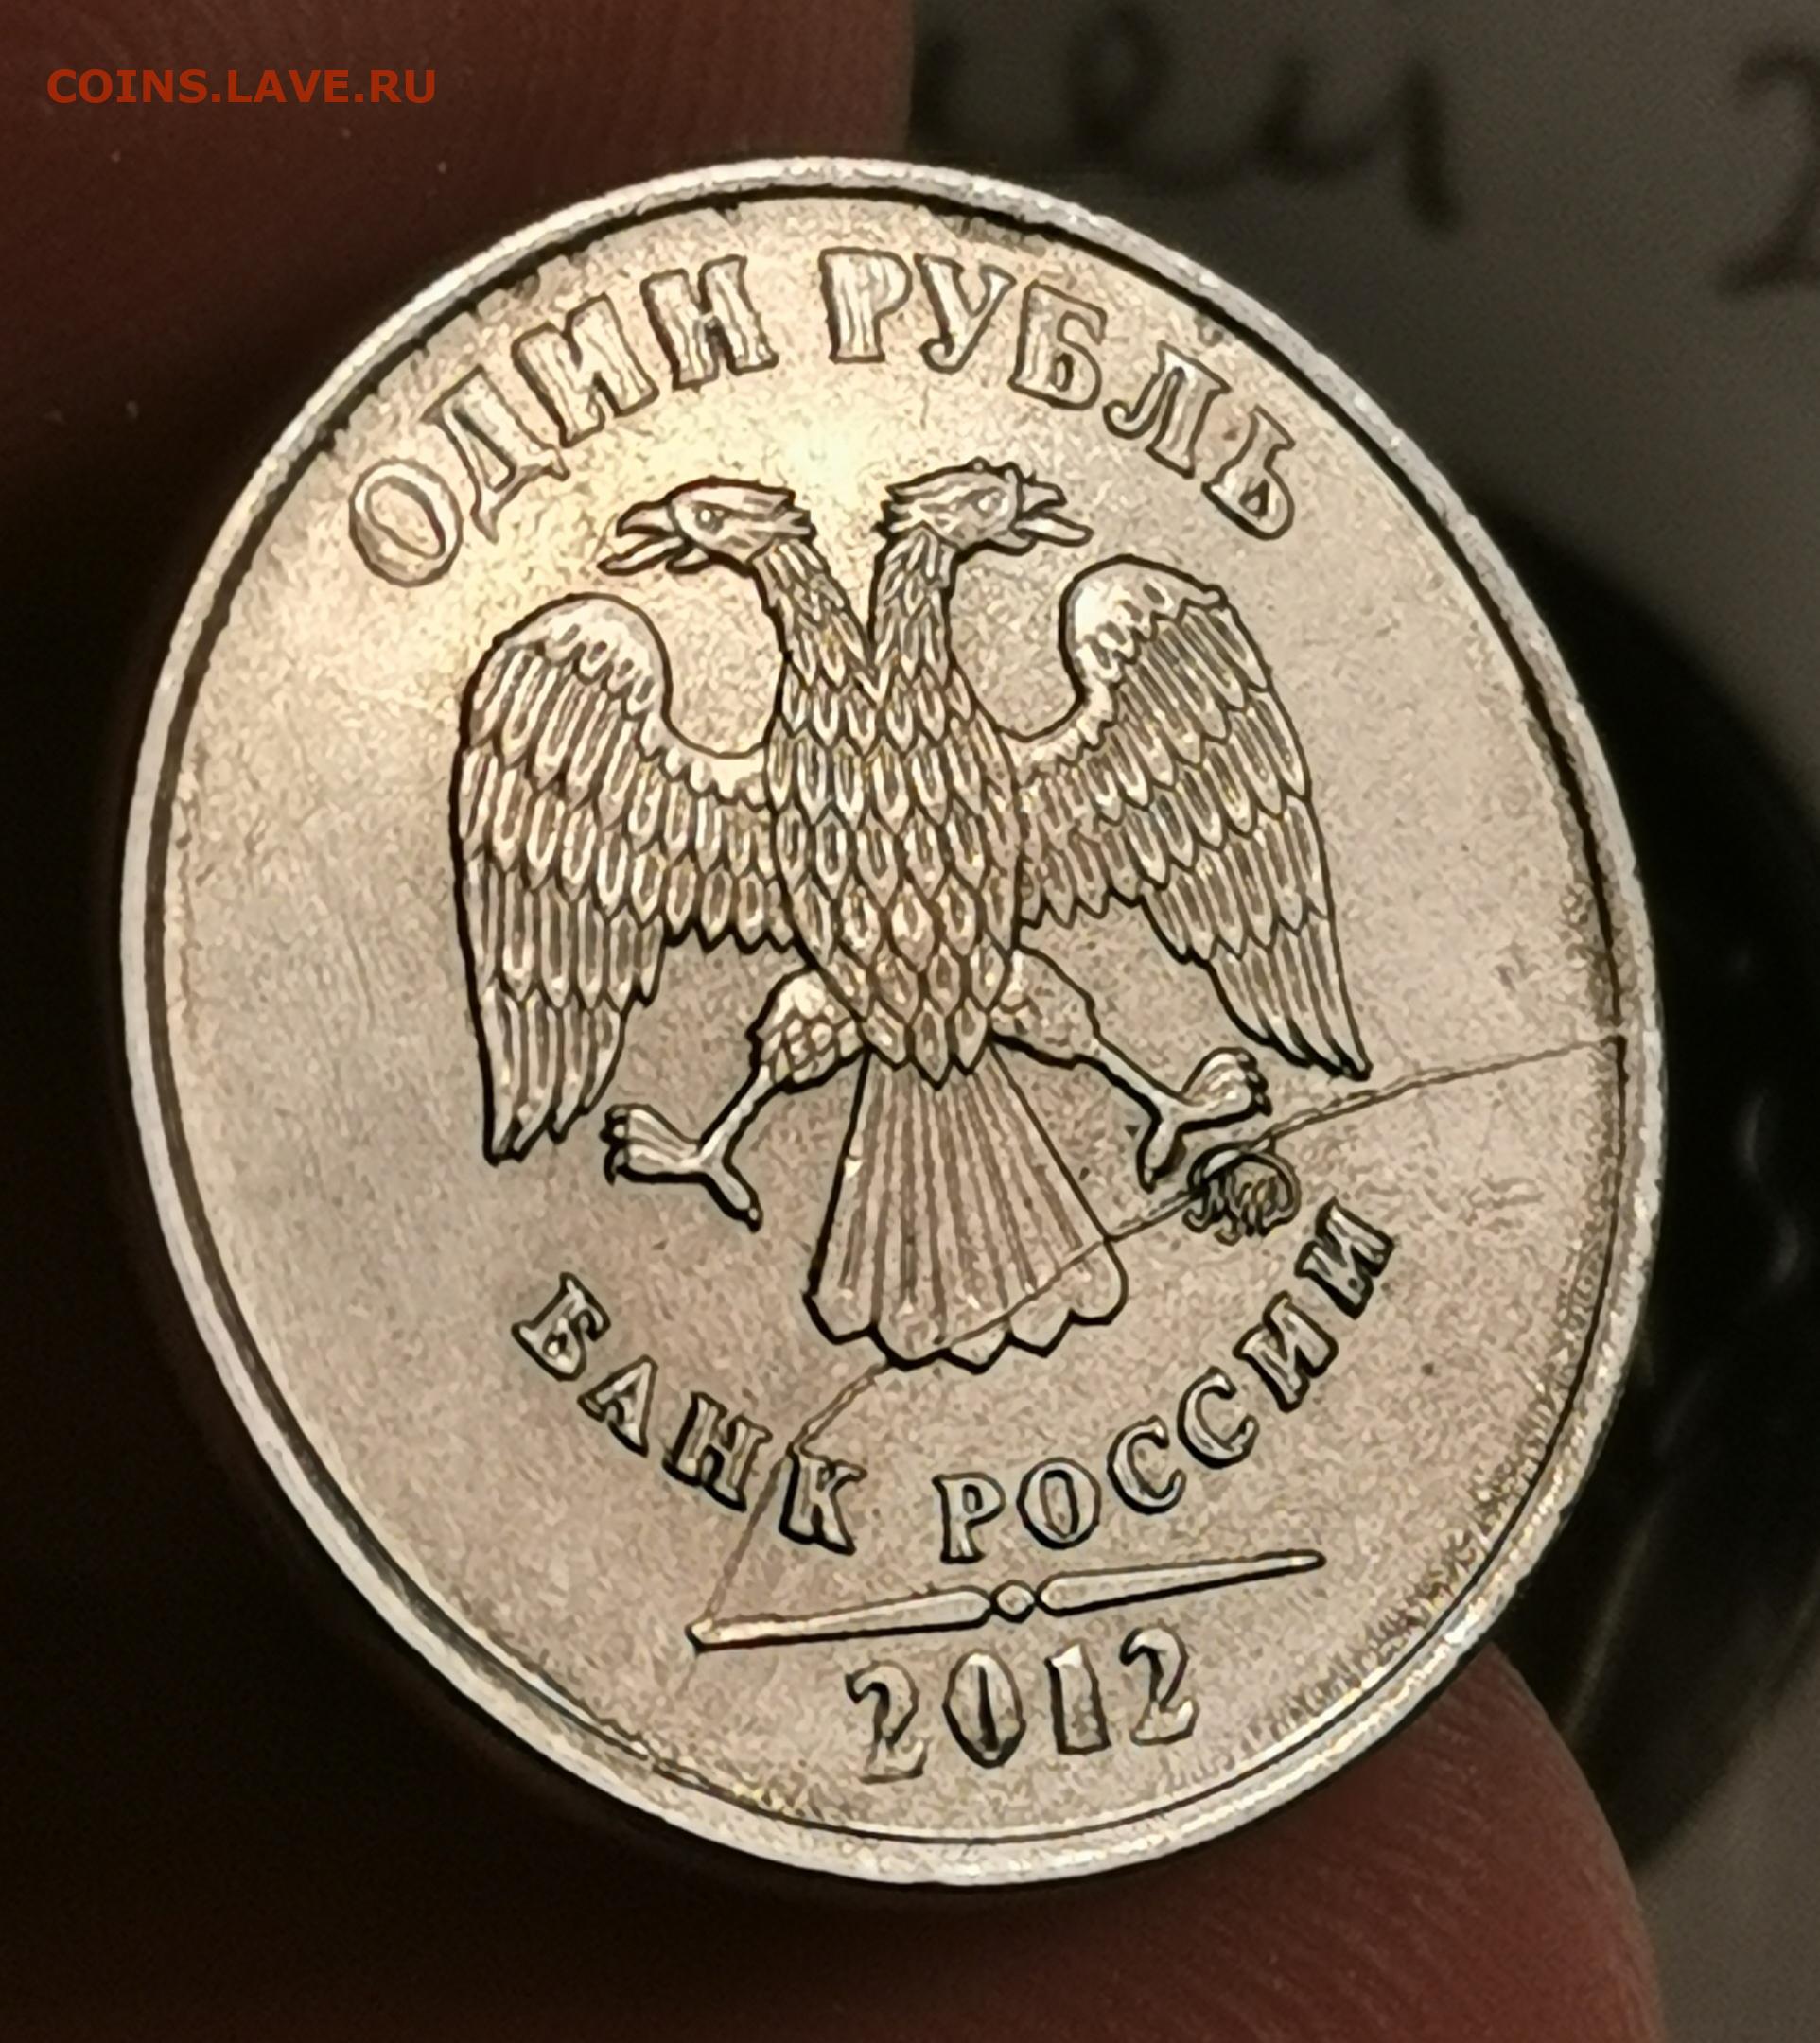 COINS.LAVE.RU
ОДИН РУБЛЬ
БАНК РОССИИ
2012